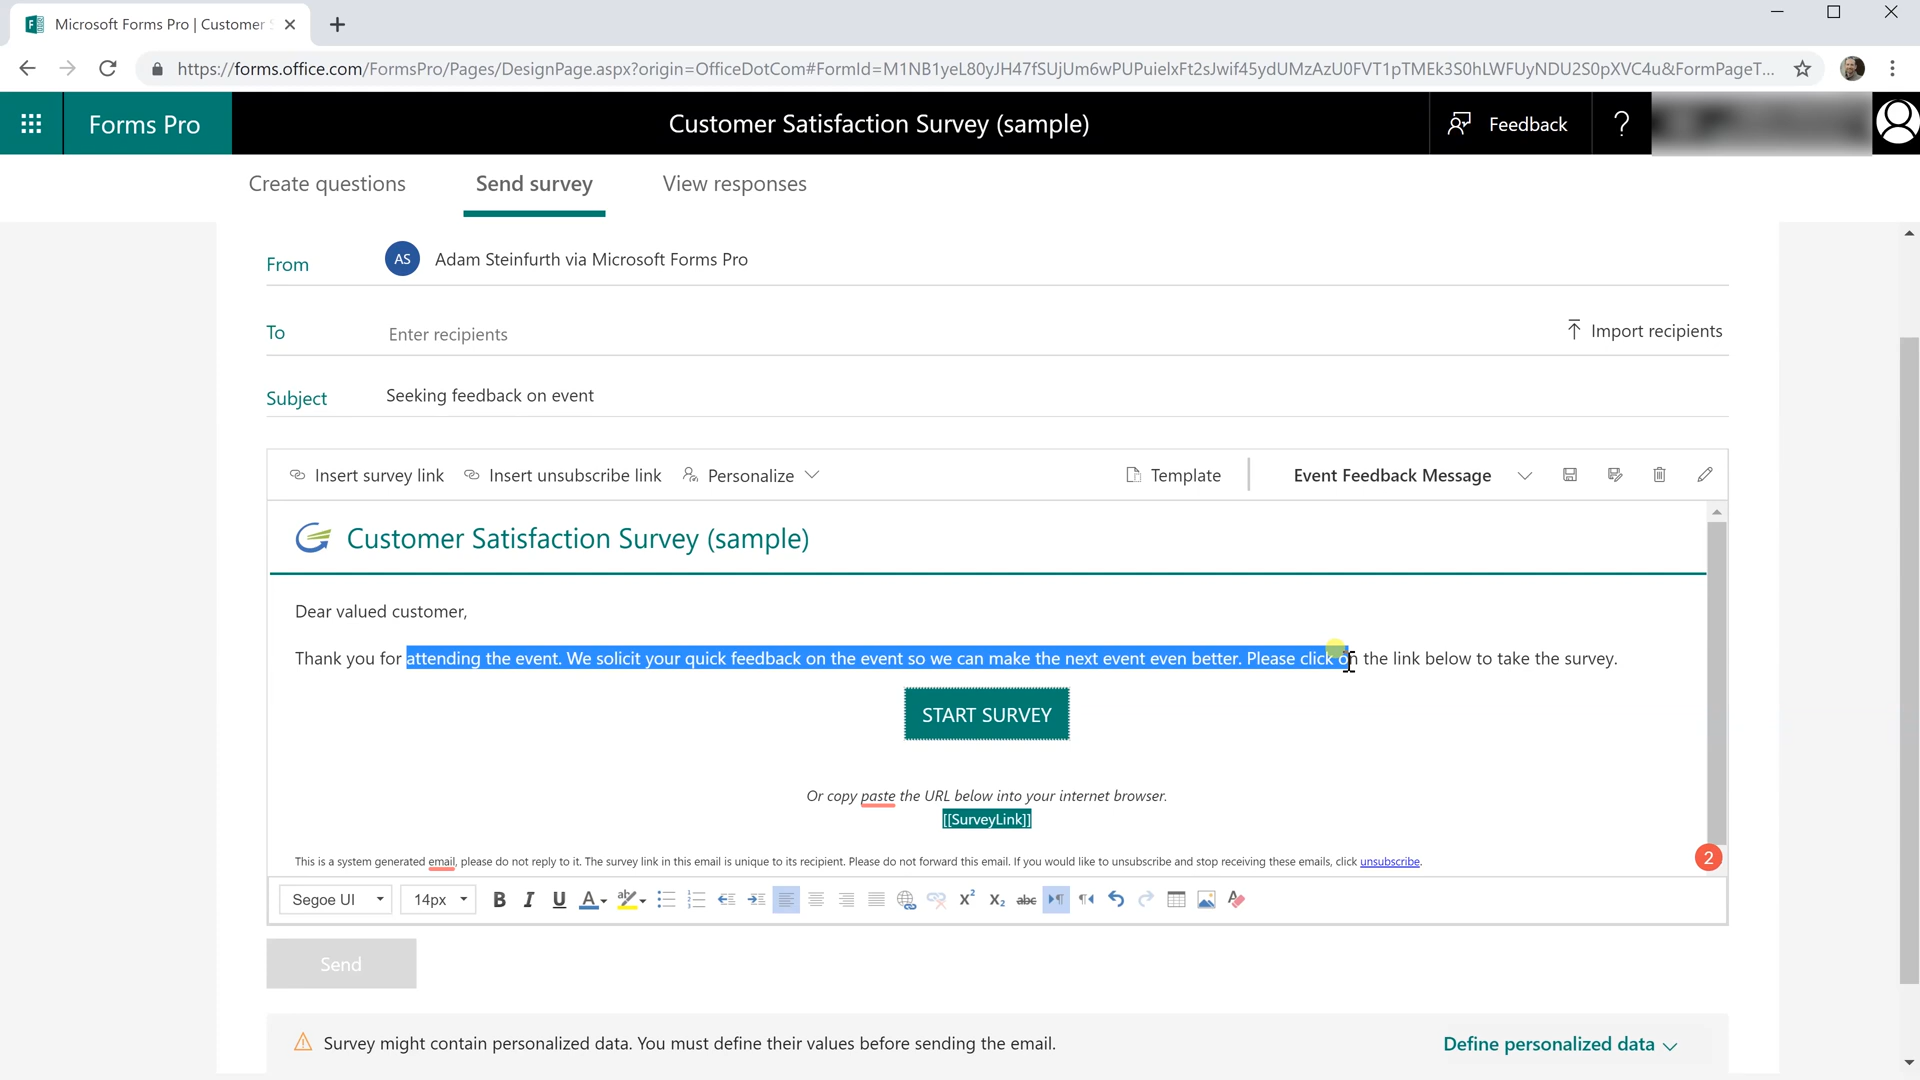 Microsoft Forms Pro | Customer
https://forms.office.com/FormsPro/Pages/DesignPage.aspx?origin=OfficeDotCom#FormId=M1NB1yeL80yJH47fSUjUm6wPUPuielxFt2sJwif45ydUMzAzU0FVT1pTMEk3S0hLWFUyNDU2S0pXVC4u&FormPageT...
Forms Pro
Customer Satisfaction Survey (sample)
Feedback
?
Create questions Send survey View responses
From AS Adam Steinfurth via Microsoft Forms Pro
To Enter recipients Import recipients
Subject Seeking feedback on event
Insert survey link Insert unsubscribe link Personalize Template Event Feedback Message
Customer Satisfaction Survey (sample)
Dear valued customer,
Thank you for attending the event. We solicit your quick feedback on the event so we can make the next event even better. Please click on the link below to take the survey.
START SURVEY
Or copy paste the URL below into your internet browser.
[[SurveyLink]]
This is a system generated email, please do not reply to it. The survey link in this email is unique to its recipient. Please do not forward this email. If you would like to unsubscribe and stop receiving these emails, click unsubscribe.
2
Segoe UI 14px B I U A aby X² X₂ abc
Send
Survey might contain personalized data. You must define their values before sending the email. Define personalized data